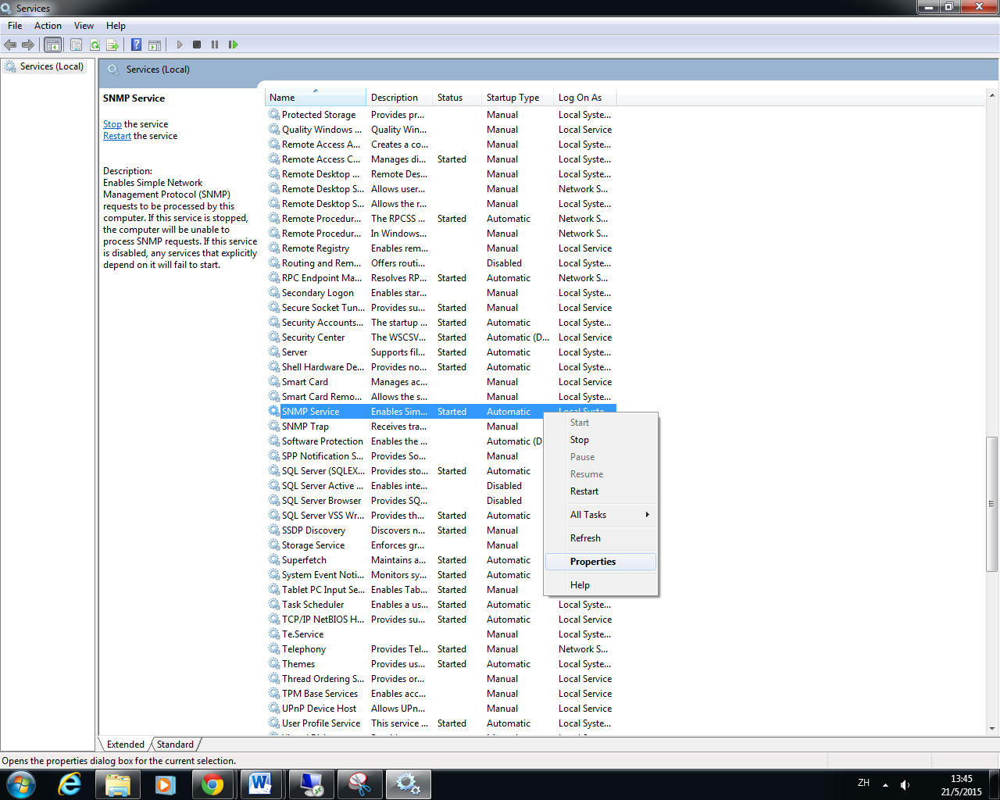 Services
File Action View Help
Services (Local)
Services (Local)
SNMP Service
Stop the service
Restart the service
Description:
Enables Simple Network
Management Protocol (SNMP)
requests to be processed by this
computer. If this service is stopped,
the computer will be unable to
process SNMP requests. If this service
is disabled, any services that explicitly
depend on it will fail to start.
Name Description Status Startup Type Log On As
Protected Storage Provides pr... Manual Local Syste...
Quality Windows ... Quality Win... Manual Local Service
Remote Access A... Creates a co... Manual Local Syste...
Remote Access C... Manages di... Started Manual Local Syste...
Remote Desktop ... Remote Des... Manual Local Syste...
Remote Desktop S... Allows user... Manual Network S...
Remote Desktop S... Allows the r... Manual Local Syste...
Remote Procedur... The RPCSS ... Started Automatic Network S...
Remote Procedur... In Windows... Manual Network S...
Remote Registry Enables rem... Manual Local Service
Routing and Rem... Offers routi... Disabled Local Syste...
RPC Endpoint Ma... Resolves RP... Started Automatic Network S...
Secondary Logon Enables star... Manual Local Syste...
Secure Socket Tun... Provides su... Started Manual Local Service
Security Accounts... The startup ... Started Automatic Local Syste...
Security Center The WSCSV... Started Automatic (D... Local Service
Server Supports fil... Started Automatic Local Syste...
Shell Hardware De... Provides no... Started Automatic Local Syste...
Smart Card Manages ac... Manual Local Service
Smart Card Remo... Allows the s... Manual Local Syste...
SNMP Service Enables Sim... Started Automatic Local Syste...
SNMP Trap Receives tra... Manual
Software Protection Enables the ... Automatic (D
SPP Notification S... Provides So... Manual
SQL Server (SQLEX... Provides sto... Started Automatic
SQL Server Active ... Enables inte... Disabled
SQL Server Browser Provides SQ... Disabled
SQL Server VSS Wr... Provides th... Started Automatic
SSDP Discovery Discovers n... Started Manual
Storage Service Enforces gr... Manual
Superfetch Maintains a... Started Automatic
System Event Noti... Monitors sy... Started Automatic
Tablet PC Input Se... Enables Tab... Started Manual
Task Scheduler Enables a us... Started Automatic Local Syste...
TCP/IP NetBIOS H... Provides su... Started Automatic Local Service
Te.Service Manual Local Syste...
Telephony Provides Tel... Started Manual Network S...
Themes Provides us... Started Automatic Local Syste...
Thread Ordering S... Provides or... Manual Local Service
TPM Base Services Enables acc... Manual Local Service
UPnP Device Host Allows UPn... Manual Local Service
User Profile Service This service ... Started Automatic Local Syste...
Start
Stop
Pause
Resume
Restart
All Tasks
Refresh
Properties
Help
Extended Standard
Opens the properties dialog box for the current selection.
ZH
13:45
21/5/2015